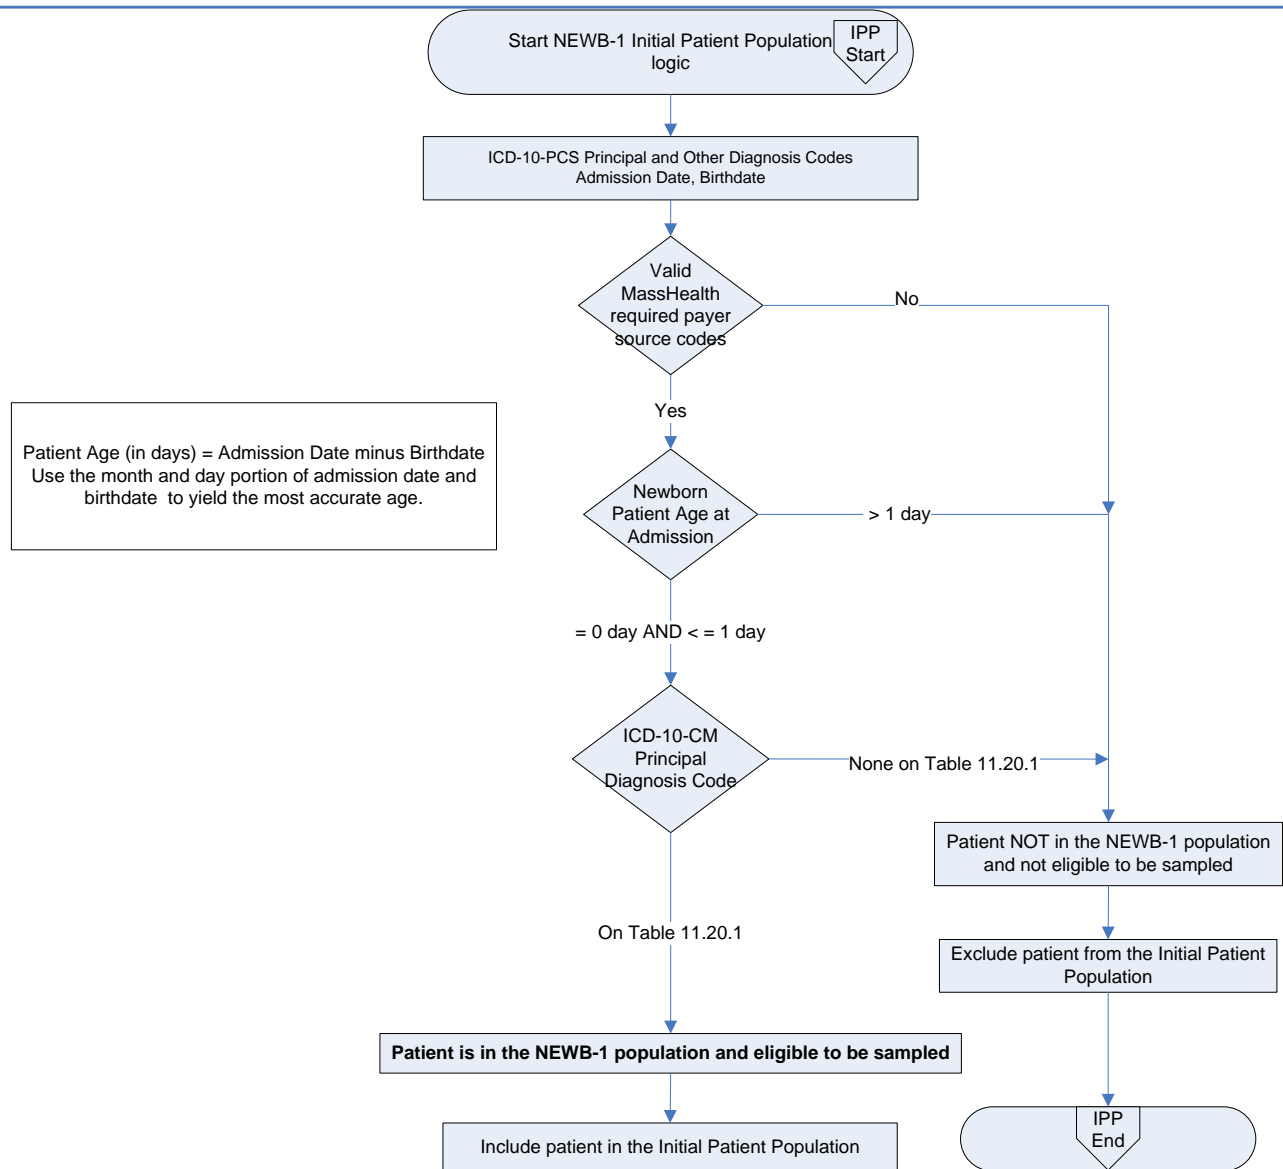 Start NEWB-1 Initial Patient Population
logic
IPP
Start
ICD-10-PCS Principal and Other Diagnosis Codes
Admission Date, Birthdate
Valid
MassHealth
required payer
source codes
No
Yes
Patient Age (in days) = Admission Date minus Birthdate
Use the month and day portion of admission date and
birthdate to yield the most accurate age.
Newborn
Patient Age at
Admission
> 1 day
= 0 day AND < = 1 day
ICD-10-CM
Principal
Diagnosis Code
None on Table 11.20.1
Patient NOT in the NEWB-1 population
and not eligible to be sampled
On Table 11.20.1
Exclude patient from the Initial Patient
Population
Patient is in the NEWB-1 population and eligible to be sampled
Include patient in the Initial Patient Population
IPP
End